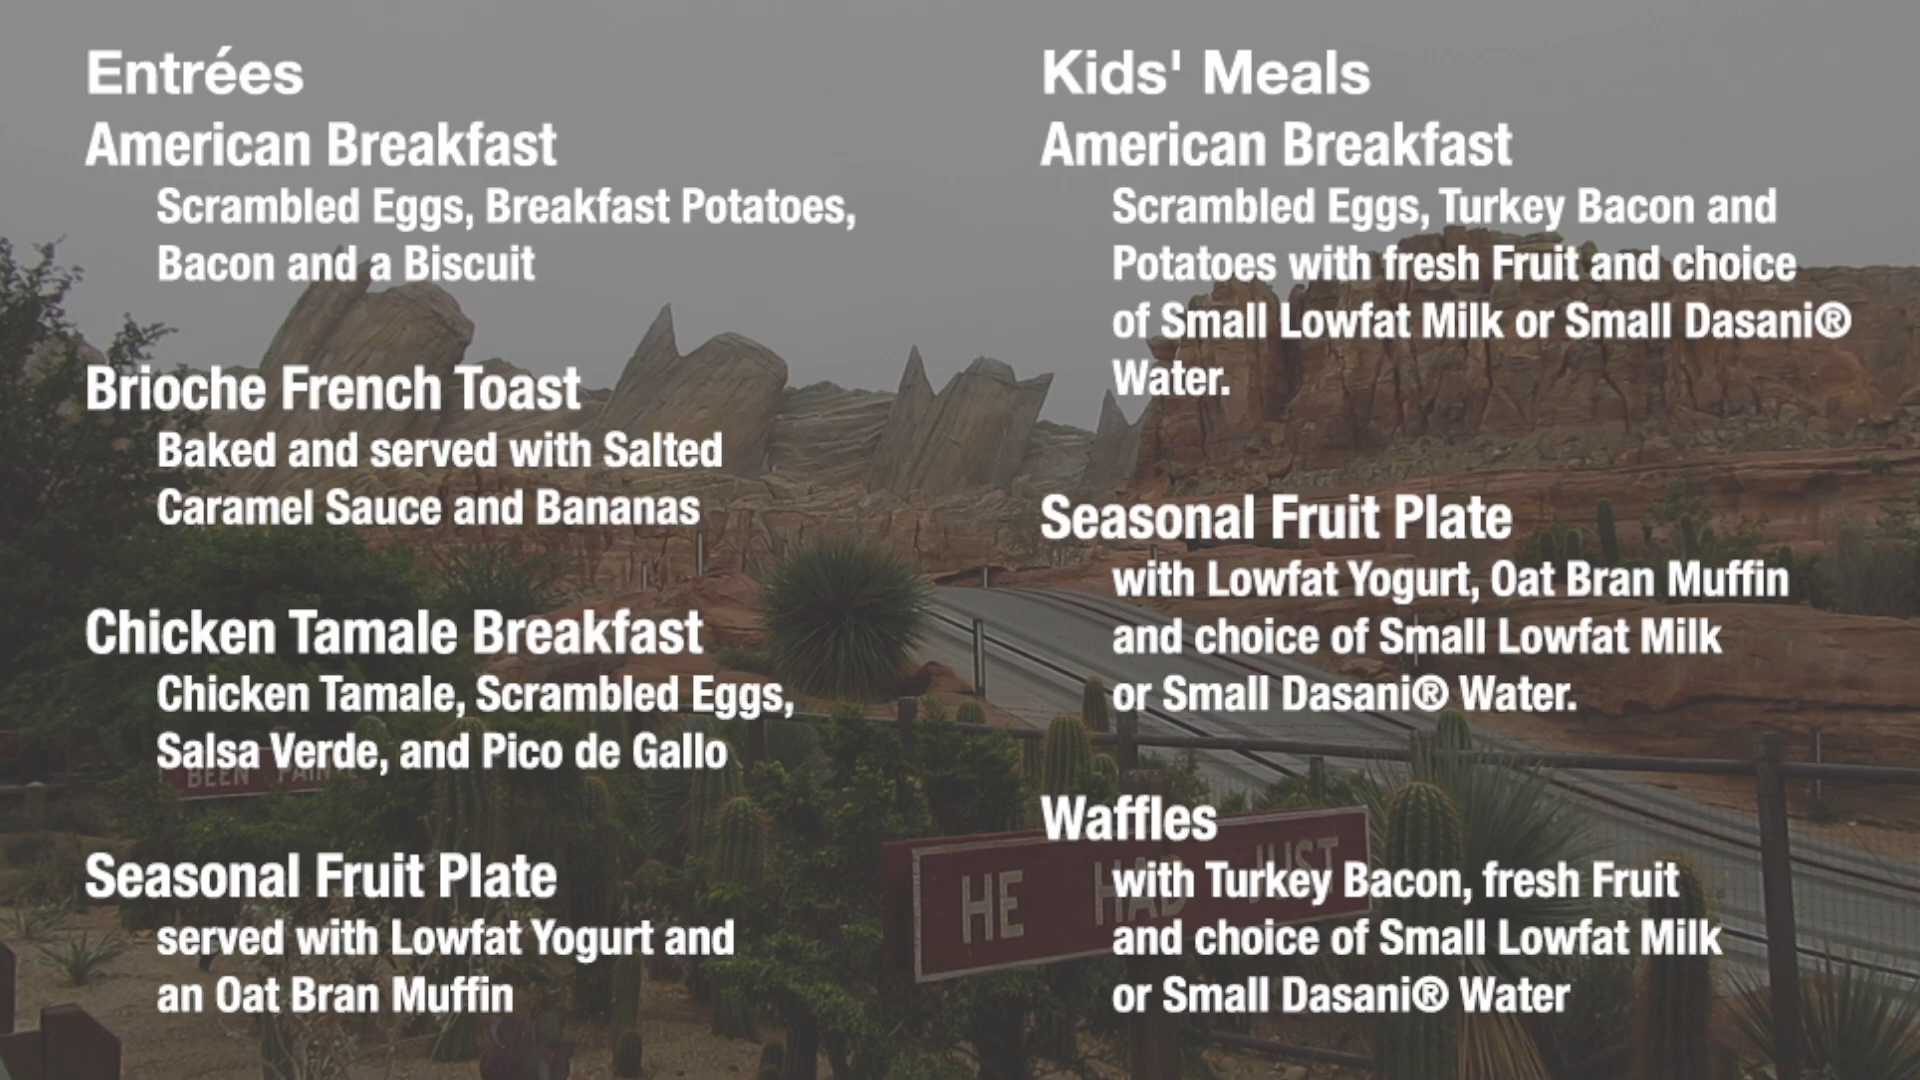 Entrées
American Breakfast
Scrambled Eggs, Breakfast Potatoes,
Bacon and a Biscuit
Brioche French Toast
Baked and served with Salted
Caramel Sauce and Bananas
Chicken Tamale Breakfast
Chicken Tamale, Scrambled Eggs,
Salsa Verde, and Pico de Gallo
Seasonal Fruit Plate
served with Lowfat Yogurt and
an Oat Bran Muffin
Kids' Meals
American Breakfast
Scrambled Eggs, Turkey Bacon and
Potatoes with fresh Fruit and choice
of Small Lowfat Milk or Small Dasani®
Water.
Seasonal Fruit Plate
with Lowfat Yogurt, Oat Bran Muffin
and choice of Small Lowfat Milk
or Small Dasani® Water.
Waffles
with Turkey Bacon, fresh Fruit
and choice of Small Lowfat Milk
or Small Dasani® Water
HE HAD JUST
BEEN